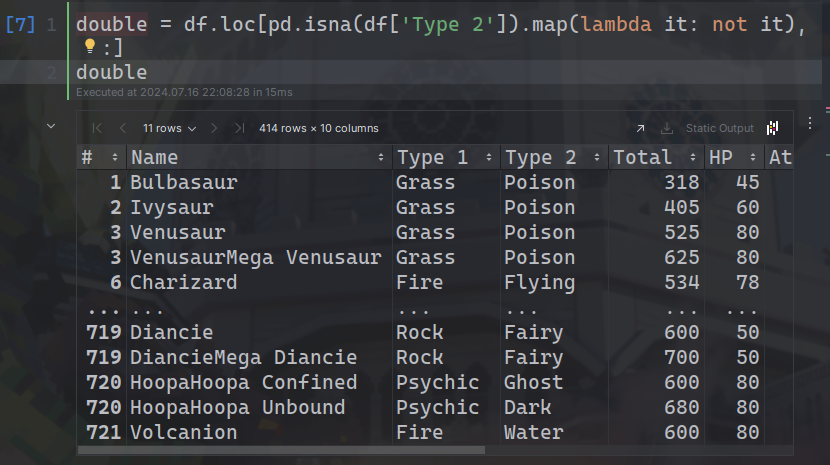 [7] 1 double = df.loc[pd.isna(df['Type 2']).map(lambda it: not it),
:]
2 double
Executed at 2024.07.16 22:08:28 in 15ms
11 rows 414 rows × 10 columns Static Output
# Name Type 1 Type 2 Total HP At
1 Bulbasaur Grass Poison 318 45
2 Ivysaur Grass Poison 405 60
3 Venusaur Grass Poison 525 80
3 VenusaurMega Venusaur Grass Poison 625 80
6 Charizard Fire Flying 534 78
... ... ... ... ... ...
719 Diancie Rock Fairy 600 50
719 DiancieMega Diancie Rock Fairy 700 50
720 HoopaHoopa Confined Psychic Ghost 600 80
720 HoopaHoopa Unbound Psychic Dark 680 80
721 Volcanion Fire Water 600 80